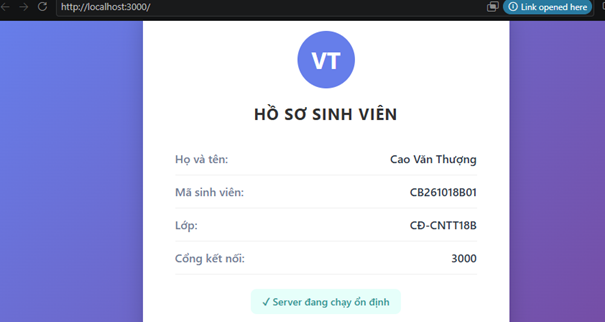 http://localhost:3000/
Link opened here
VT
HỒ SƠ SINH VIÊN
Họ và tên: Cao Văn Thượng
Mã sinh viên: CB261018B01
Lớp: CĐ-CNTT18B
Cổng kết nối: 3000
✓ Server đang chạy ổn định